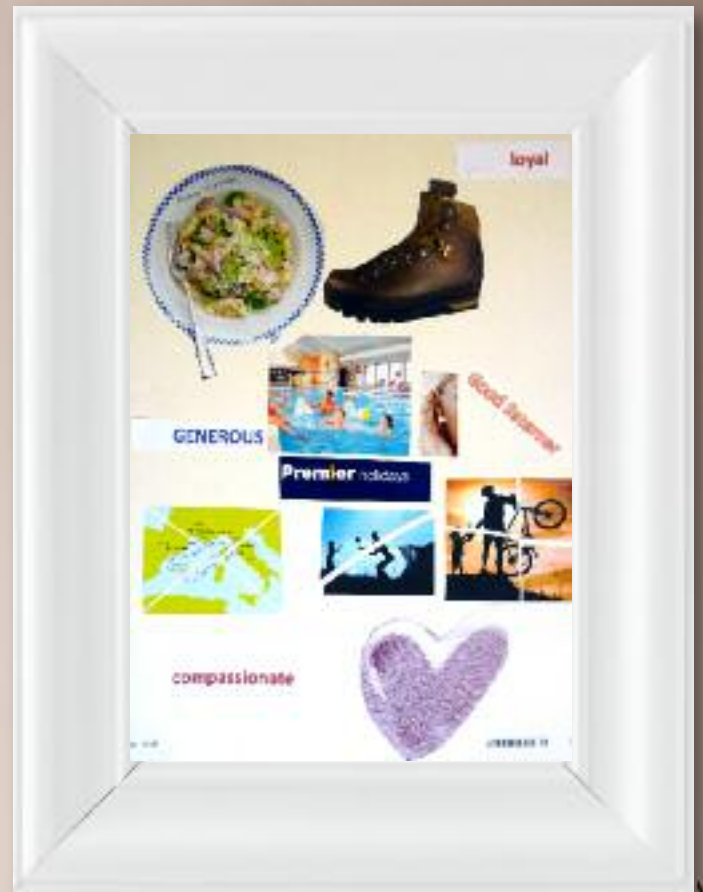 loyal
Good listener
GENEROUS
Premier holidays
compassionate